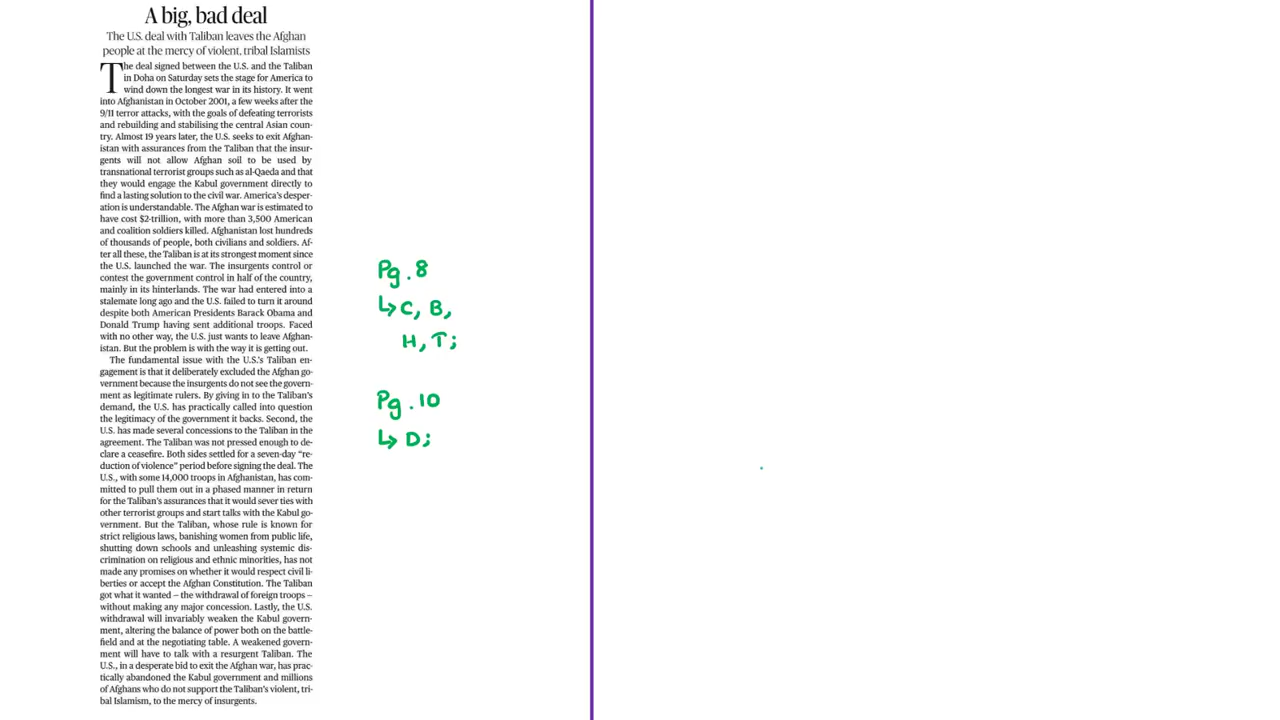 A big, bad deal
The U.S. deal with Taliban leaves the Afghan
people at the mercy of violent, tribal Islamists
The deal signed between the U.S. and the Taliban
in Doha on Saturday sets the stage for America to
wind down the longest war in its history. It went
into Afghanistan in October 2001, a few weeks after the
9/11 terror attacks, with the goals of defeating terrorists
and rebuilding and stabilising the central Asian coun-
try. Almost 19 years later, the U.S. seeks to exit Afghan-
istan with assurances from the Taliban that the insur-
gents will not allow Afghan soil to be used by
transnational terrorist groups such as al-Qaeda and that
they would engage the Kabul government directly to
find a lasting solution to the civil war. America's desper-
ation is understandable. The Afghan war is estimated to
have cost $2-trillion, with more than 3,500 American
and coalition soldiers killed. Afghanistan lost hundreds
of thousands of people, both civilians and soldiers. Af-
ter all these, the Taliban is at its strongest moment since
the U.S. launched the war. The insurgents control or
contest the government control in half of the country,
mainly in its hinterlands. The war had entered into a
stalemate long ago and the U.S. failed to turn it around
despite both American Presidents Barack Obama and
Donald Trump having sent additional troops. Faced
with no other way, the U.S. just wants to leave Afghan-
istan. But the problem is with the way it is getting out.
The fundamental issue with the U.S.'s Taliban en-
gagement is that it deliberately excluded the Afghan go-
vernment because the insurgents do not see the govern-
ment as legitimate rulers. By giving in to the Taliban's
demand, the U.S. has practically called into question
the legitimacy of the government it backs. Second, the
U.S. has made several concessions to the Taliban in the
agreement. The Taliban was not pressed enough to de-
clare a ceasefire. Both sides settled for a seven-day "re-
duction of violence" period before signing the deal. The
U.S., with some 14,000 troops in Afghanistan, has com-
mitted to pull them out in a phased manner in return
for the Taliban's assurances that it would sever ties with
other terrorist groups and start talks with the Kabul go-
vernment. But the Taliban, whose rule is known for
strict religious laws, banishing women from public life,
shutting down schools and unleashing systemic dis-
crimination on religious and ethnic minorities, has not
made any promises on whether it would respect civil li-
berties or accept the Afghan Constitution. The Taliban
got what it wanted – the withdrawal of foreign troops –
without making any major concession. Lastly, the U.S.
withdrawal will invariably weaken the Kabul govern-
ment, altering the balance of power both on the battle-
field and at the negotiating table. A weakened govern-
ment will have to talk with a resurgent Taliban. The
U.S., in a desperate bid to exit the Afghan war, has prac-
tically abandoned the Kabul government and millions
of Afghans who do not support the Taliban's violent, tri-
bal Islamism, to the mercy of insurgents.
Pg. 8
↳ C, B,
H, T;
Pg. 10
↳ D;